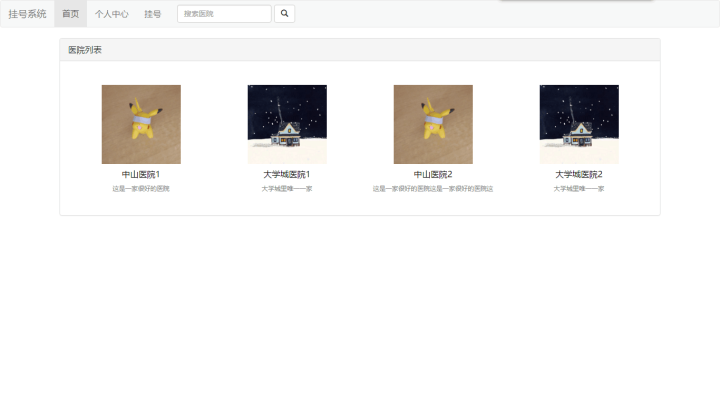 挂号系统 首页 个人中心 挂号 搜索医院
医院列表
中山医院1 大学城医院1 中山医院2 大学城医院2
这是一家很好的医院 大学城里唯一一家 这是一家很好的医院这是一家很好的医院这 大学城里唯一一家